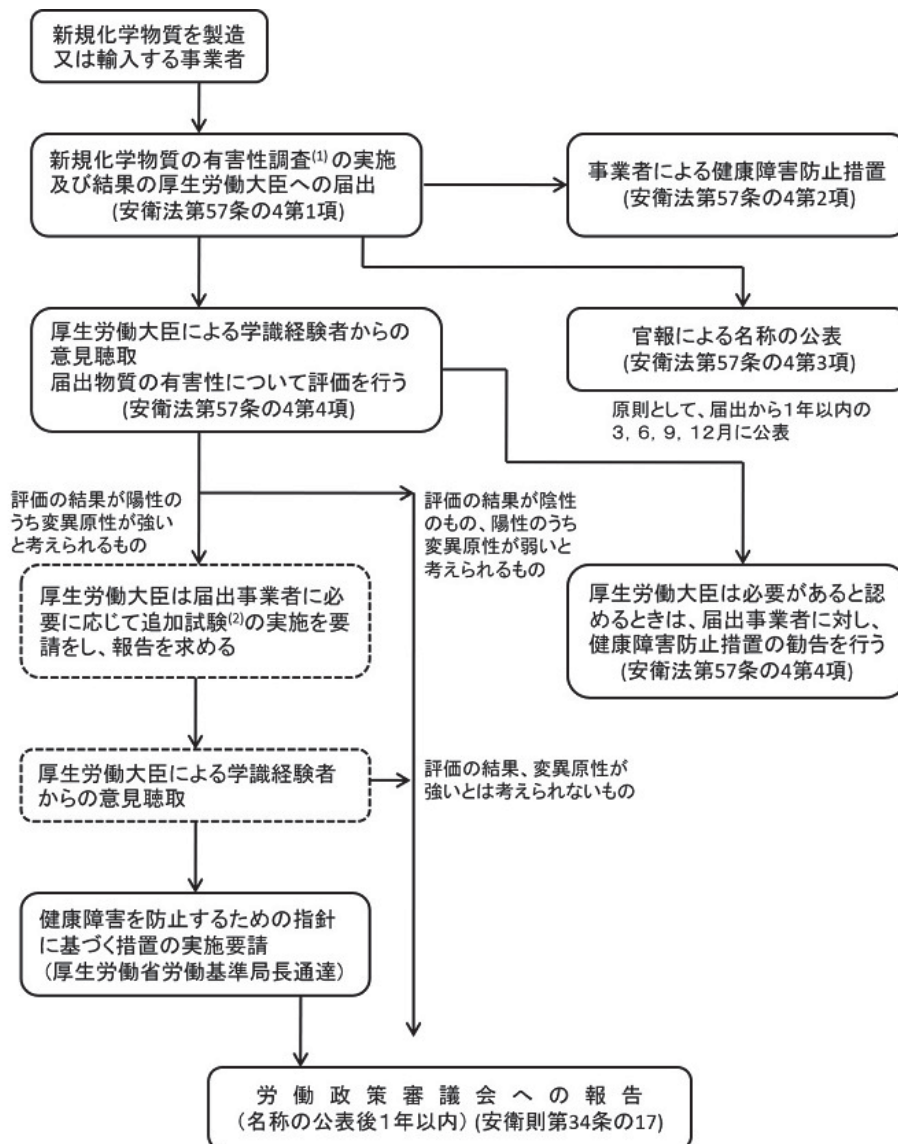 新規化学物質を製造
又は輸入する事業者
新規化学物質の有害性調査(1)の実施
及び結果の厚生労働大臣への届出
(安衛法第57条の4第1項)
事業者による健康障害防止措置
(安衛法第57条の4第2項)
厚生労働大臣による学識経験者からの
意見聴取
届出物質の有害性について評価を行う
(安衛法第57条の4第4項)
官報による名称の公表
(安衛法第57条の4第3項)
原則として、届出から1年以内の
3, 6, 9, 12月に公表
評価の結果が陽性の
うち変異原性が強い
と考えられるもの
評価の結果が陰性
のもの、陽性のうち
変異原性が弱いと
考えられるもの
厚生労働大臣は届出事業者に必
要に応じて追加試験(2)の実施を要
請をし、報告を求める
厚生労働大臣は必要があると認
めるときは、届出事業者に対し、
健康障害防止措置の勧告を行う
(安衛法第57条の4第4項)
厚生労働大臣による学識経験者
からの意見聴取
評価の結果、変異原性が
強いとは考えられないもの
健康障害を防止するための指針
に基づく措置の実施要請
(厚生労働省労働基準局長通達)
労働政策審議会への報告
(名称の公表後1年以内) (安衛則第34条の17)